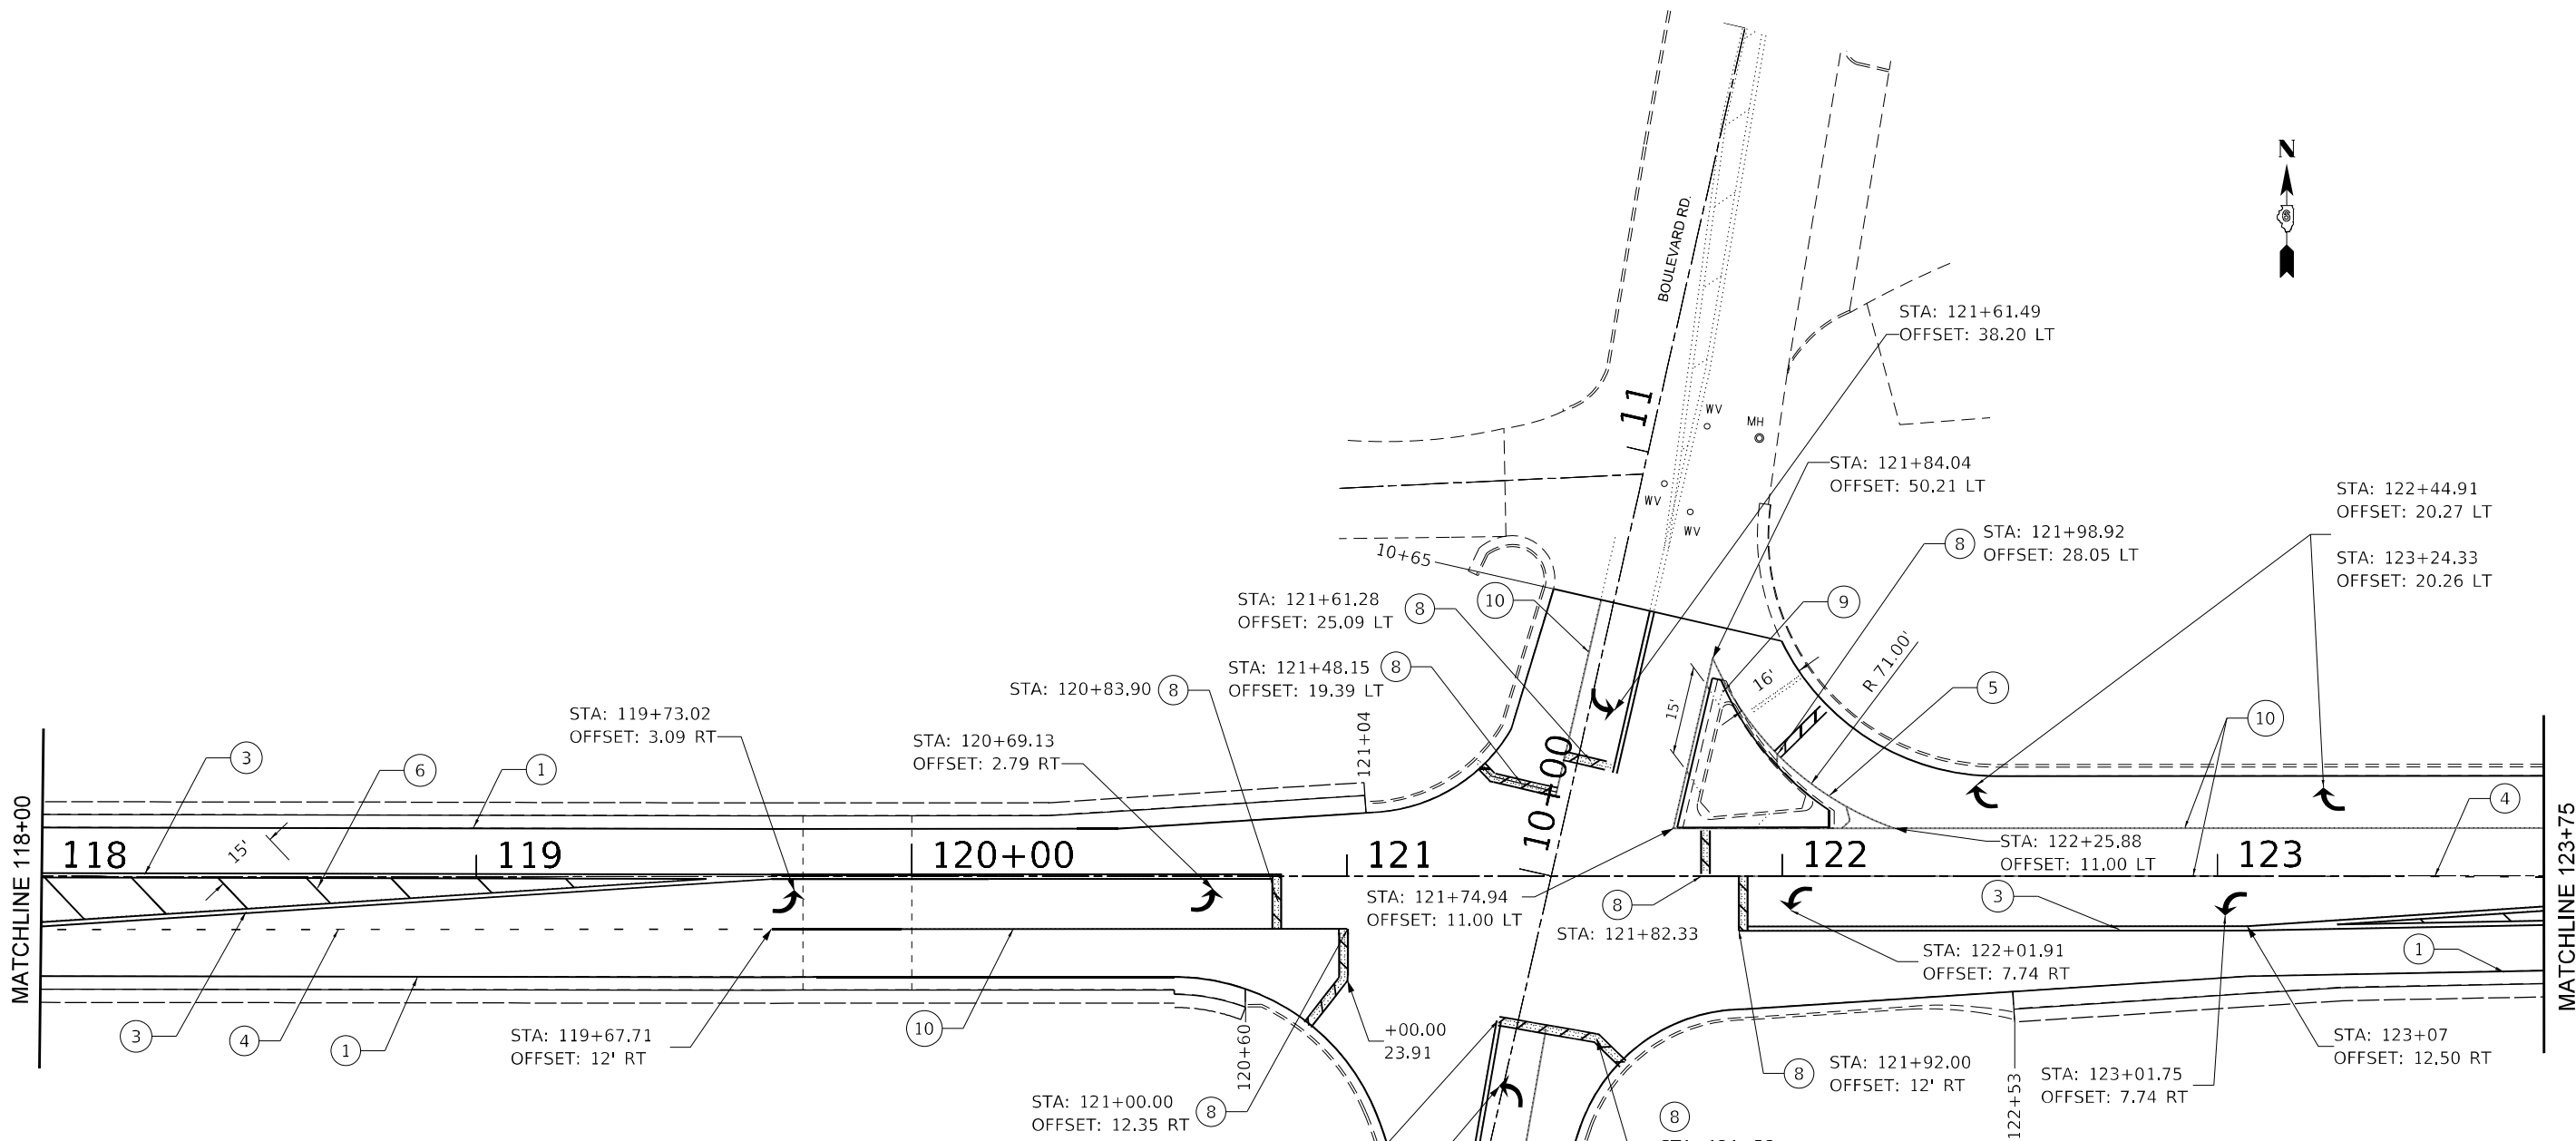 N
6
BOULEVARD RD.
STA: 121+61.49
OFFSET: 38.20 LT
11
WV
MH
WV
WV
STA: 121+84.04
OFFSET: 50.21 LT
STA: 122+44.91
OFFSET: 20.27 LT
STA: 123+24.33
OFFSET: 20.26 LT
8
STA: 121+98.92
OFFSET: 28.05 LT
10+65
STA: 121+61.28
OFFSET: 25.09 LT
8
10
9
STA: 121+48.15
OFFSET: 19.39 LT
8
STA: 120+83.90
8
16'
R 71.00'
5
15'
10
STA: 119+73.02
OFFSET: 3.09 RT
STA: 120+69.13
OFFSET: 2.79 RT
121+04
10+00
3
6
1
4
MATCHLINE 118+00
15'
118
119
120+00
121
122
123
MATCHLINE 123+75
STA: 122+25.88
OFFSET: 11.00 LT
STA: 121+74.94
OFFSET: 11.00 LT
8
STA: 121+82.33
3
STA: 122+01.91
OFFSET: 7.74 RT
1
3
4
1
STA: 119+67.71
OFFSET: 12' RT
10
120+60
+00.00
23.91
8
STA: 121+92.00
OFFSET: 12' RT
122+53
STA: 123+01.75
OFFSET: 7.74 RT
STA: 123+07
OFFSET: 12.50 RT
STA: 121+00.00
OFFSET: 12.35 RT
8
8